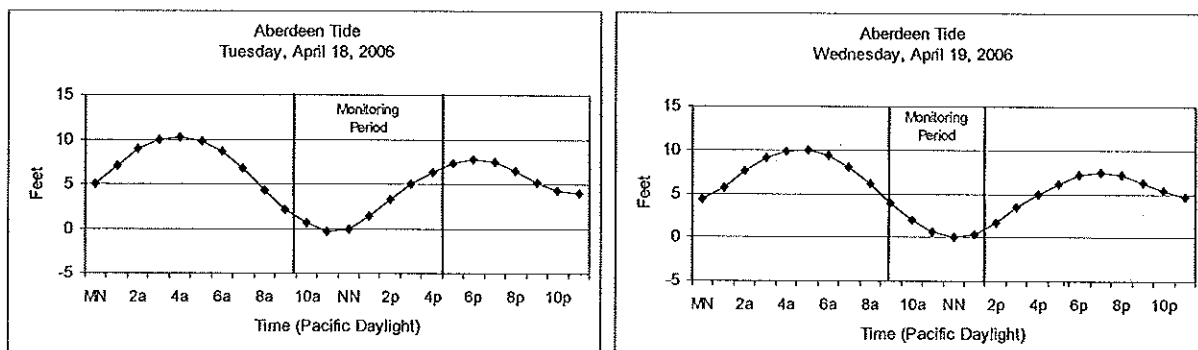 Aberdeen Tide
Tuesday, April 18, 2006
15
10
5
0
-5
Feet
Monitoring
Period
MN 2a 4a 6a 8a 10a NN 2p 4p 6p 8p 10p
Time (Pacific Daylight)
Aberdeen Tide
Wednesday, April 19, 2006
15
10
5
0
-5
Feet
Monitoring
Period
MN 2a 4a 6a 8a 10a NN 2p 4p 6p 8p 10p
Time (Pacific Daylight)